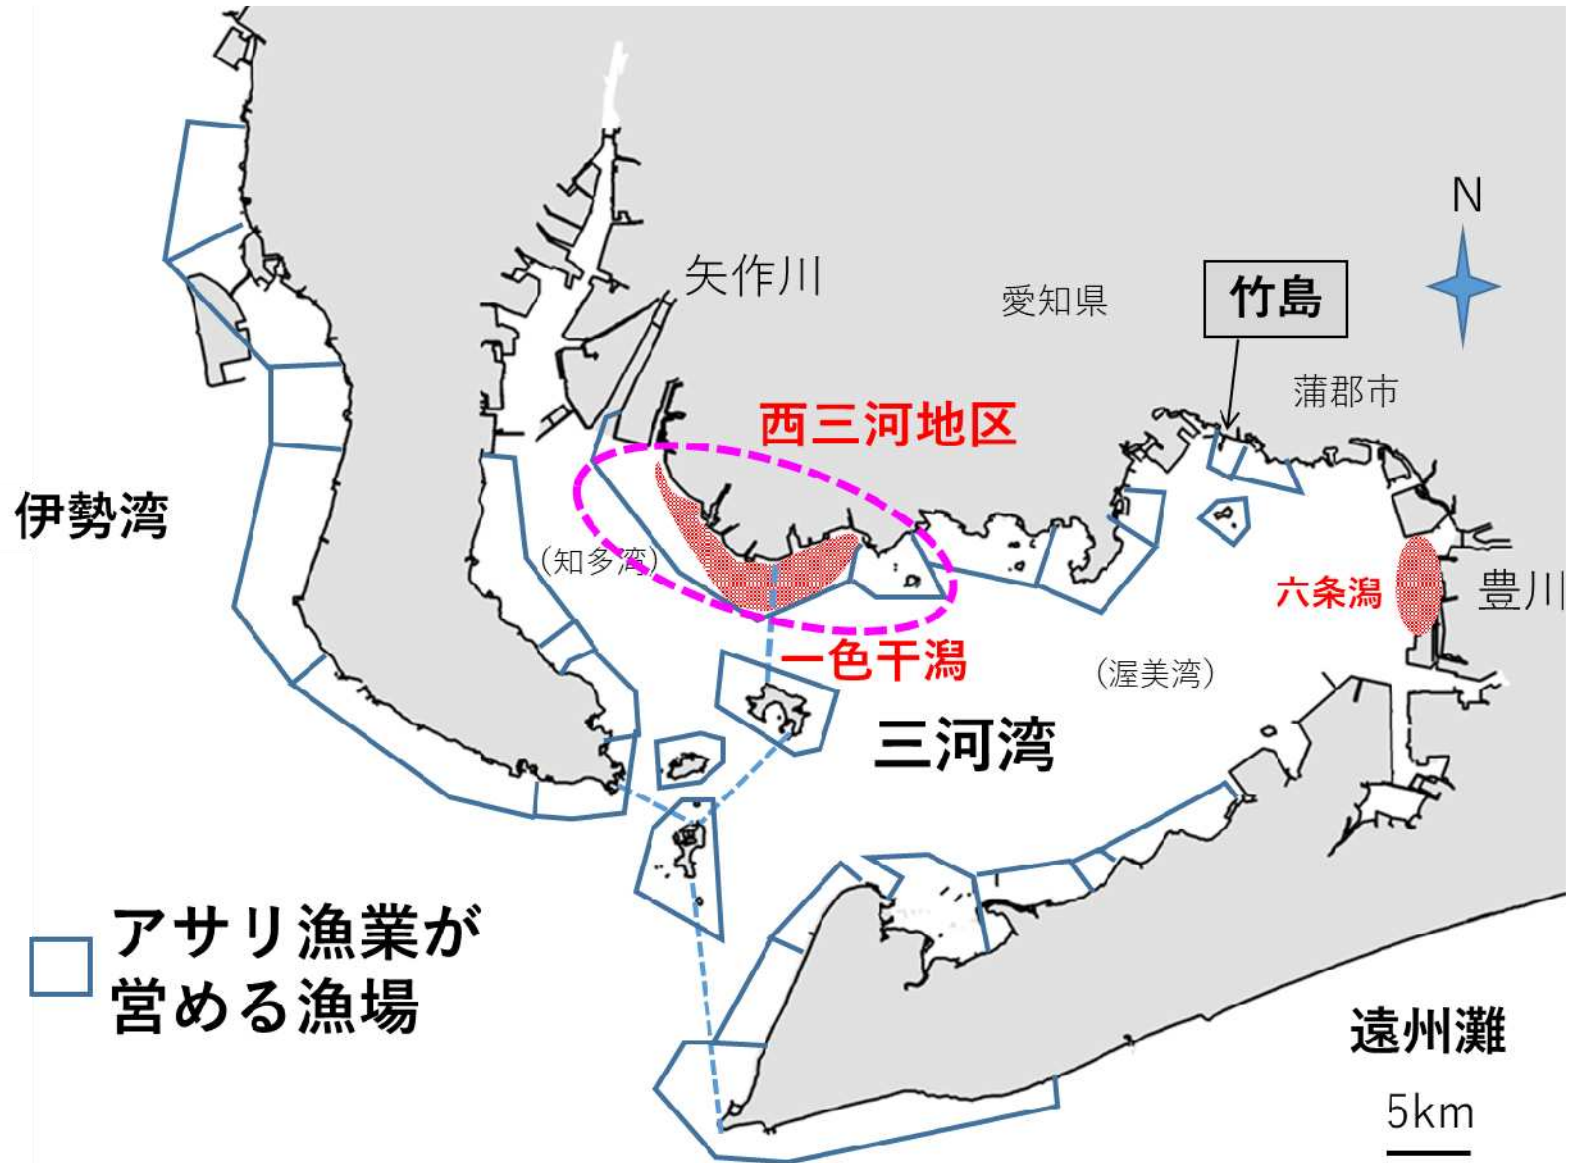 N
矢作川
愛知県
竹島
蒲郡市
西三河地区
伊勢湾
(知多湾)
六条潟
豊川
一色干潟
(渥美湾)
三河湾
アサリ漁業が
営める漁場
遠州灘
5km